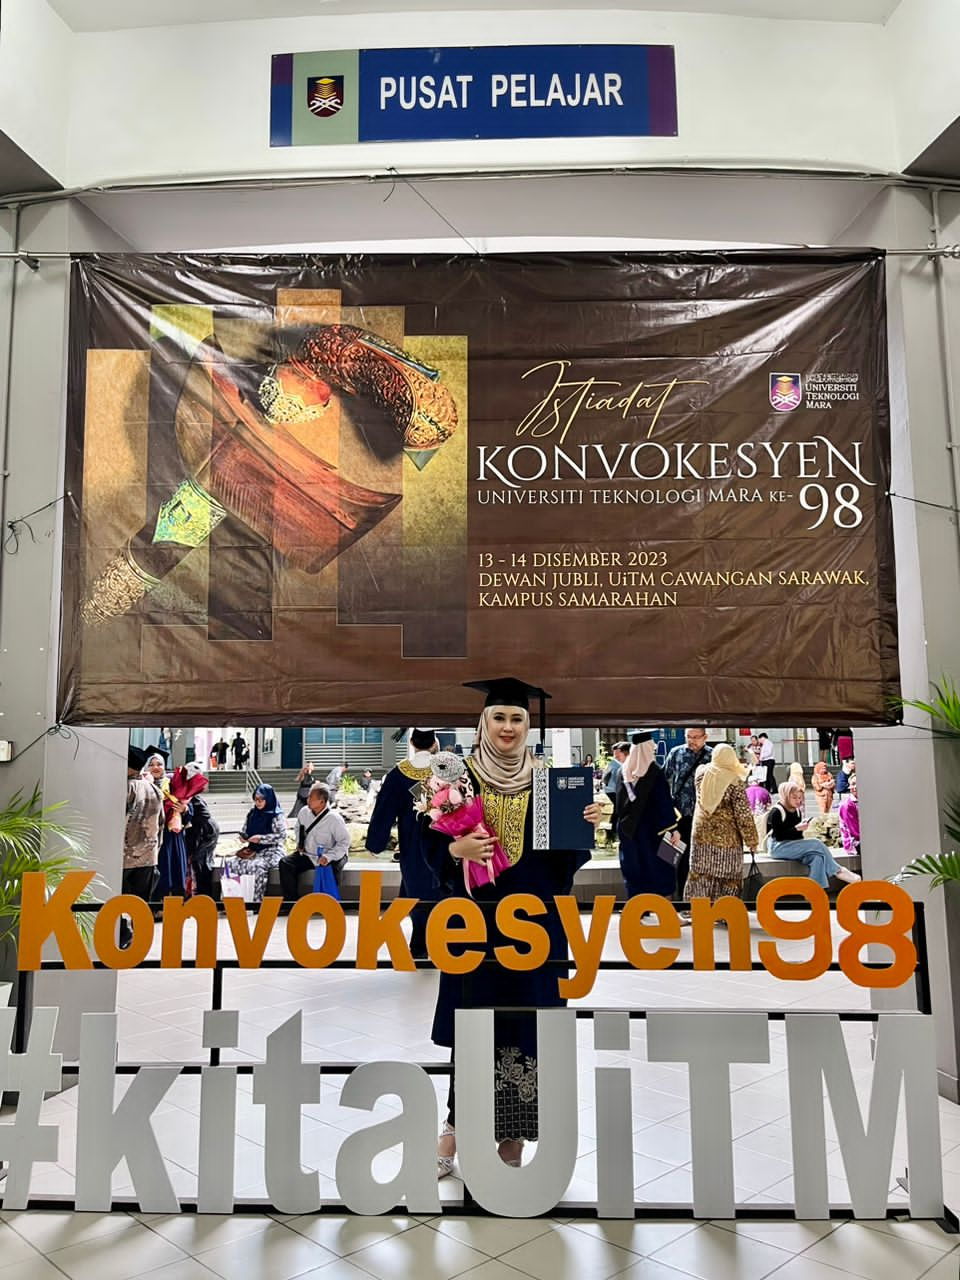 PUSAT PELAJAR
Istiadat
KONVOKESYEN
UNIVERSITI TEKNOLOGI MARA KE-98
UNIVERSITI
TEKNOLOGI
MARA
13 - 14 DISEMBER 2023
DEWAN JUBLI, UiTM CAWANGAN SARAWAK,
KAMPUS SAMARAHAN
Konvokesyen98
#kitaUiTM